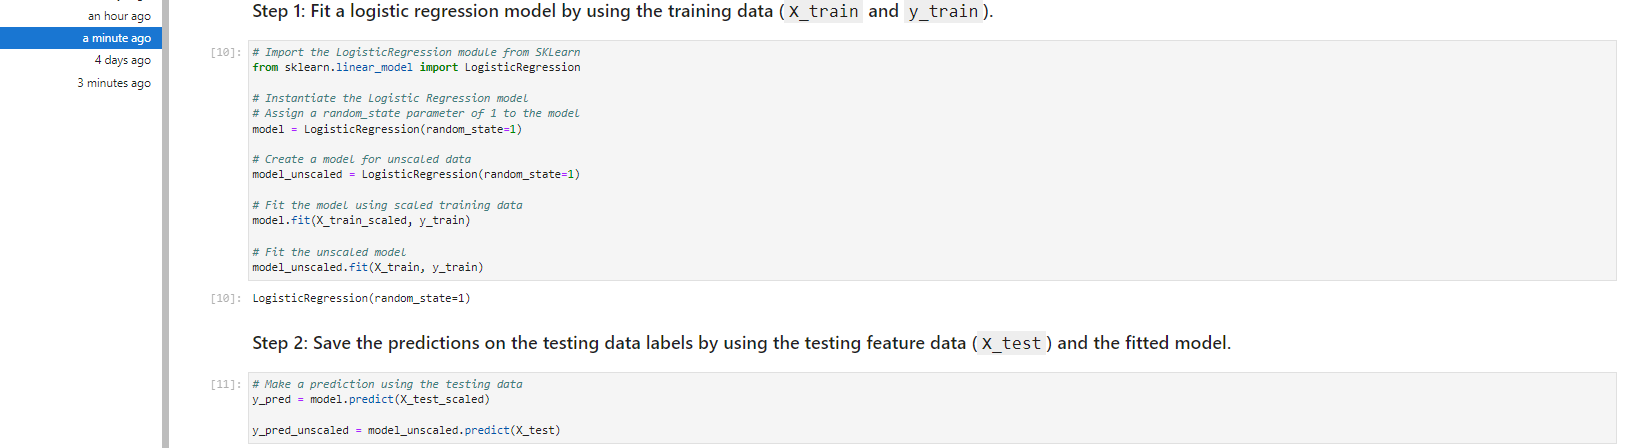 an hour ago
a minute ago
4 days ago
3 minutes ago
Step 1: Fit a logistic regression model by using the training data (X_train and y_train).
[10]: # Import the LogisticRegression module from SKLearn
from sklearn.linear_model import LogisticRegression
# Instantiate the Logistic Regression model
# Assign a random_state parameter of 1 to the model
model = LogisticRegression(random_state=1)
# Create a model for unscaled data
model_unscaled = LogisticRegression(random_state=1)
# Fit the model using scaled training data
model.fit(X_train_scaled, y_train)
# Fit the unscaled model
model_unscaled.fit(X_train, y_train)
[10]: LogisticRegression(random_state=1)
Step 2: Save the predictions on the testing data labels by using the testing feature data (X_test) and the fitted model.
[11]: # Make a prediction using the testing data
y_pred = model.predict(X_test_scaled)
y_pred_unscaled = model_unscaled.predict(X_test)